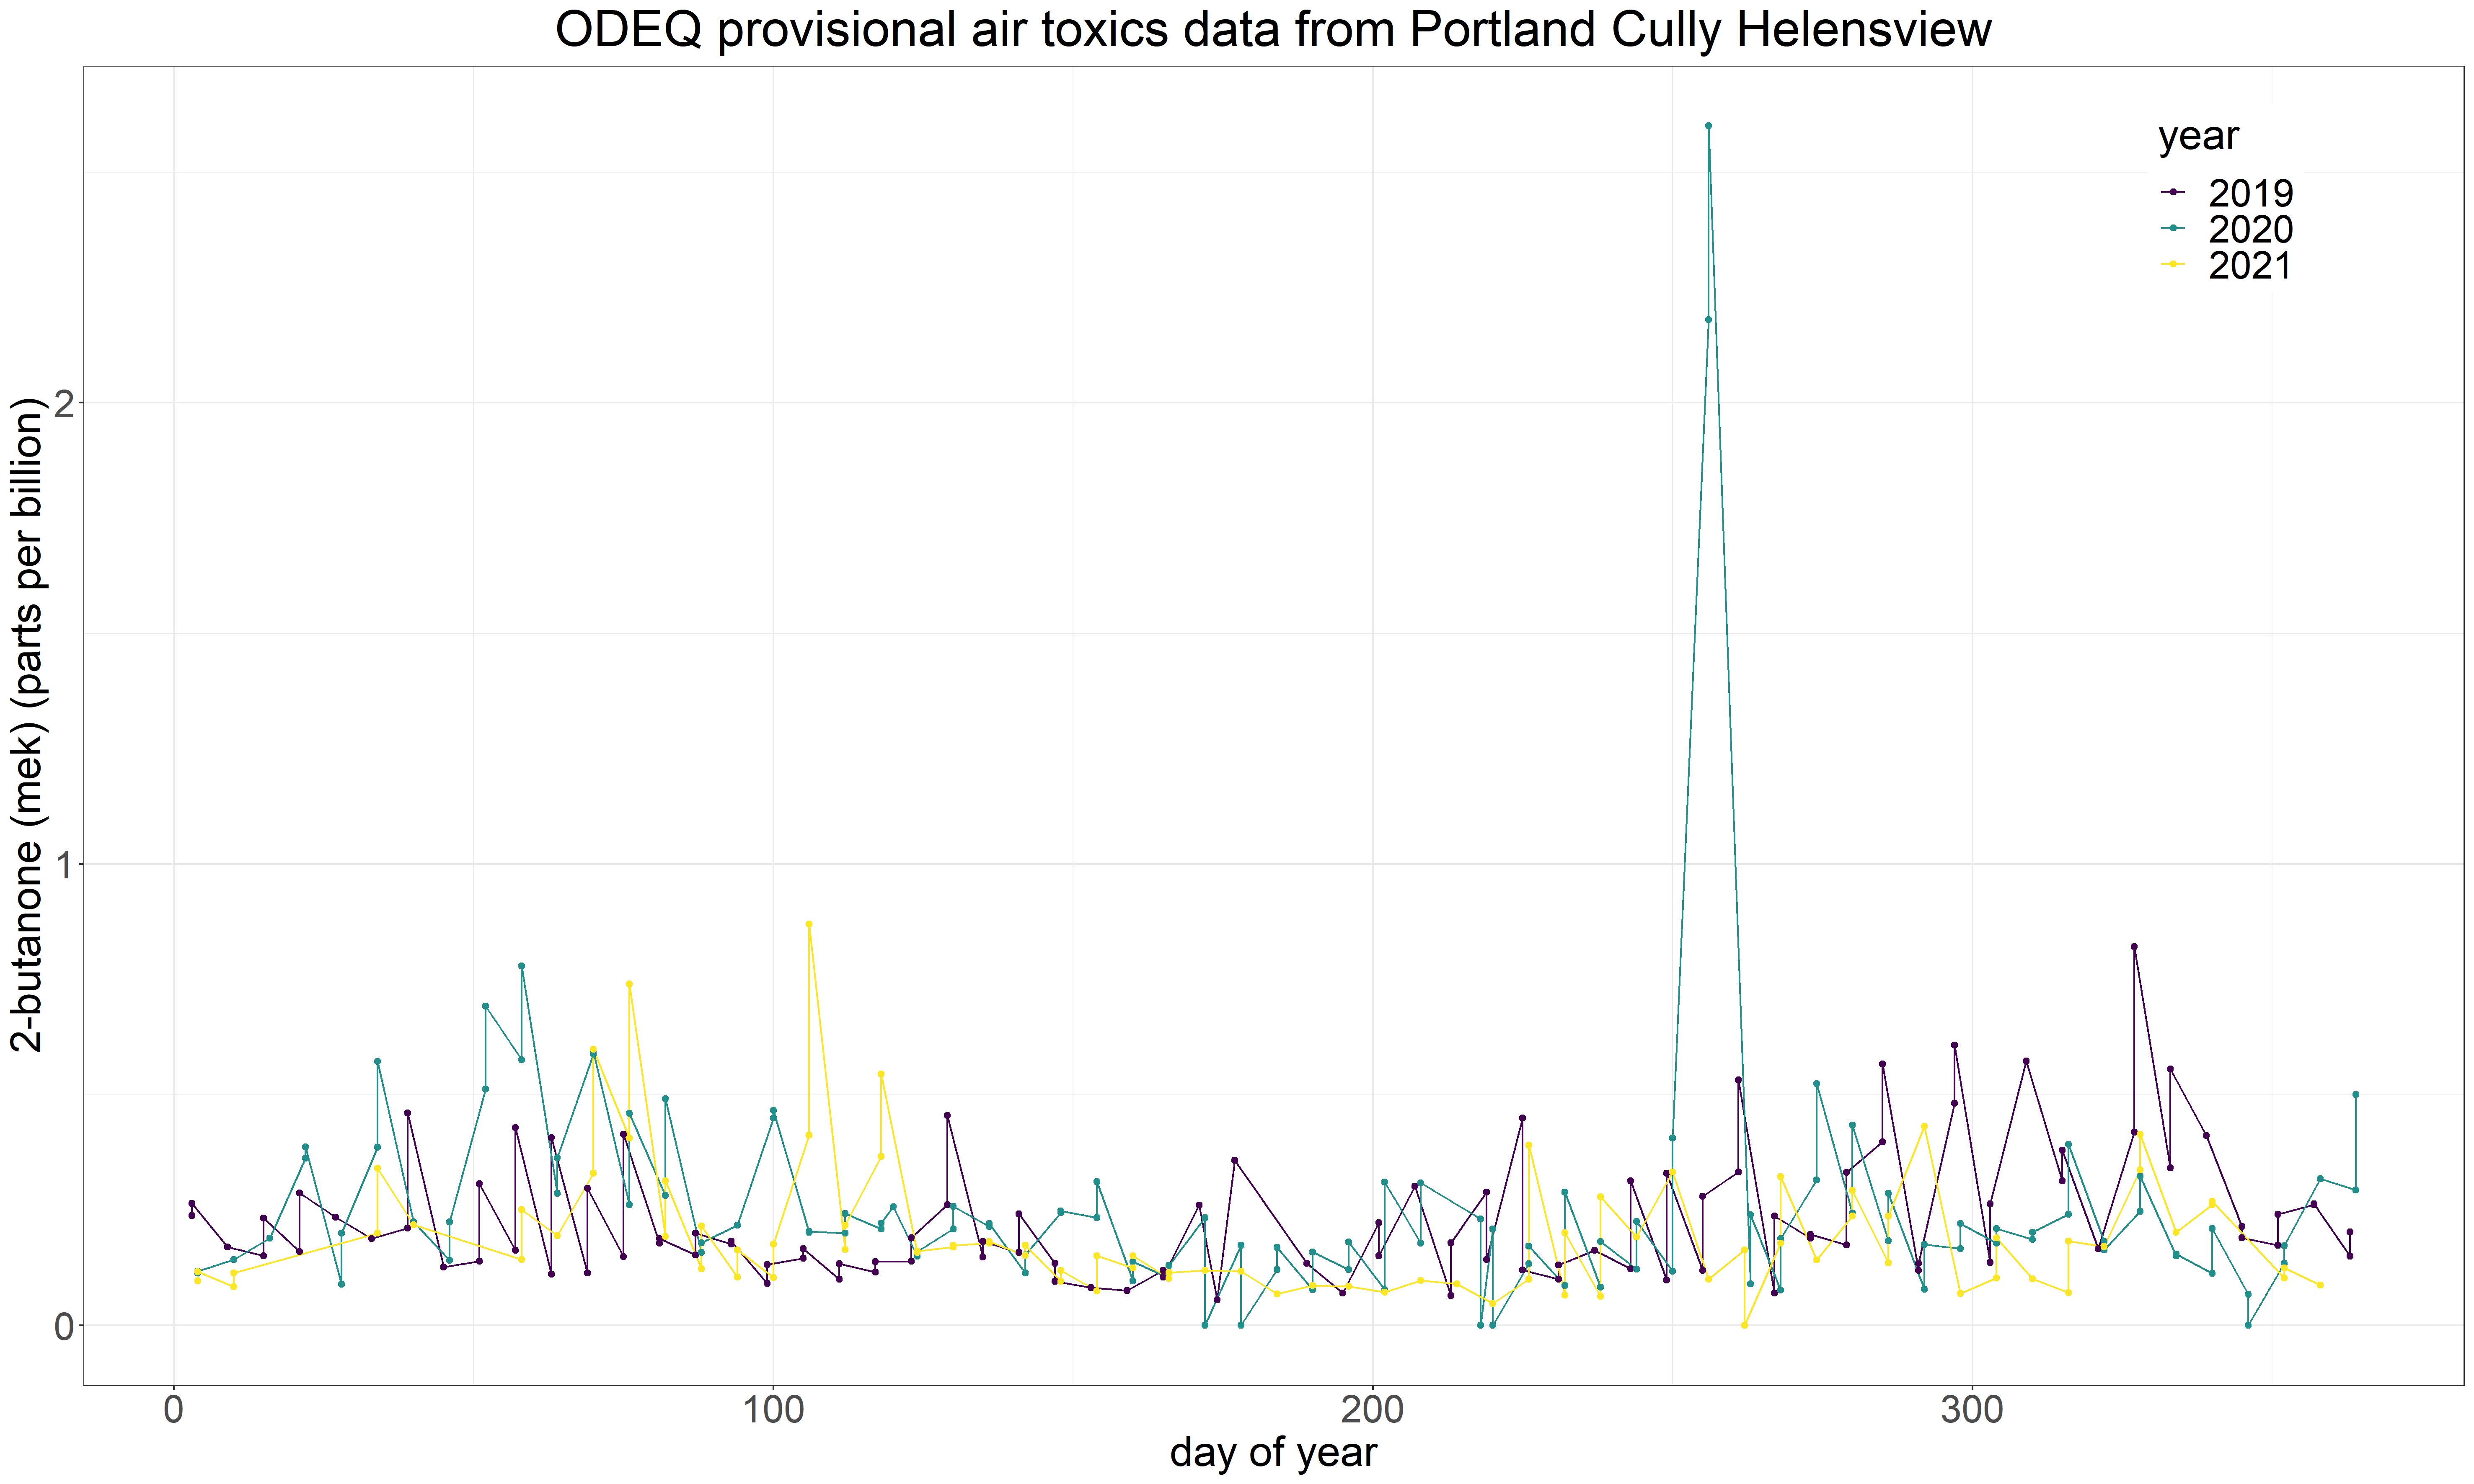 ODEQ provisional air toxics data from Portland Cully Helensview
2-butanone (mek) (parts per billion)
2
1
0
0
100
200
300
day of year
year
2019
2020
2021